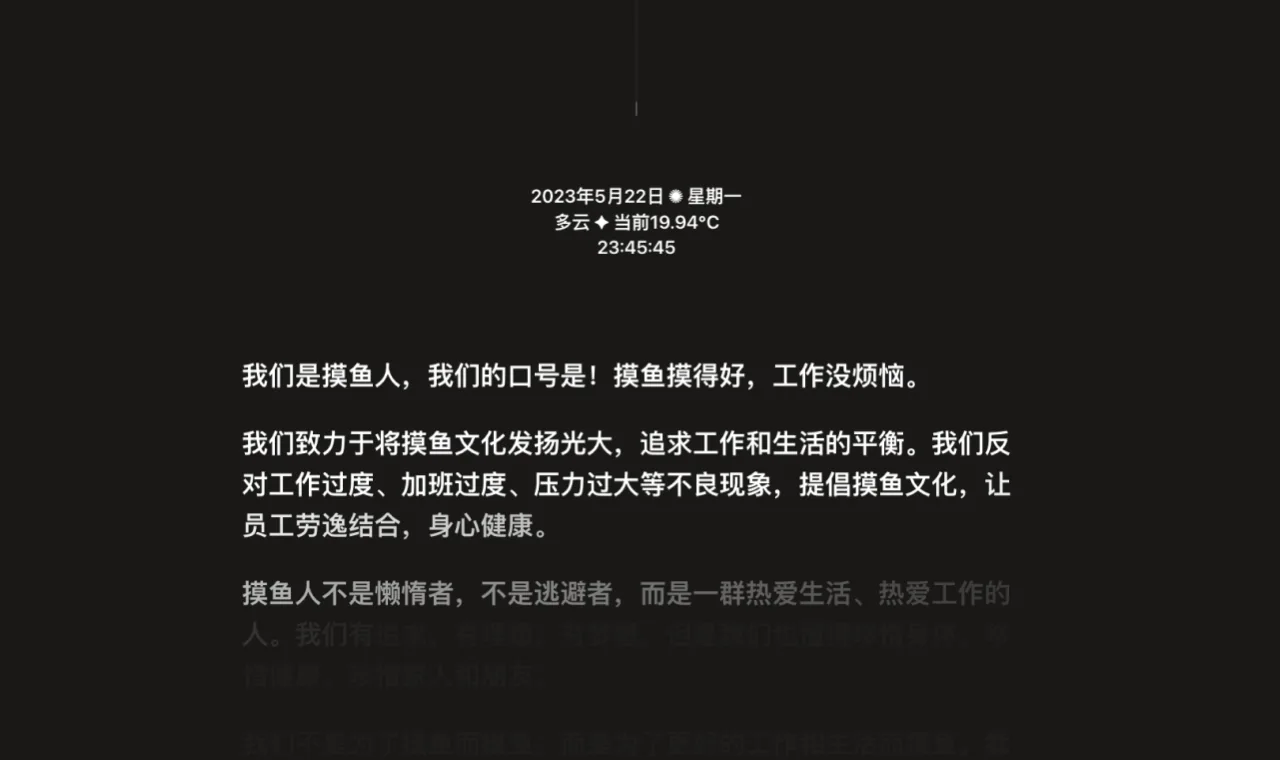 2023年5月22日 ✺ 星期一
多云 ✦ 当前19.94°C
23:45:45
我们是摸鱼人，我们的口号是！摸鱼摸得好，工作没烦恼。
我们致力于将摸鱼文化发扬光大，追求工作和生活的平衡。我们反
对工作过度、加班过度、压力过大等不良现象，提倡摸鱼文化，让
员工劳逸结合，身心健康。
摸鱼人不是懒惰者，不是逃避者，而是一群热爱生活、热爱工作的
人。我们有追求，